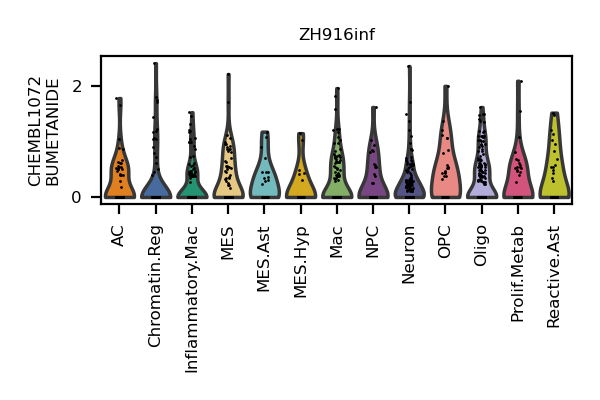 ZH916inf
CHEMBL1072
BUMETANIDE
2
0
AC
Chromatin.Reg
Inflammatory.Mac
MES
MES.Ast
MES.Hyp
Mac
NPC
Neuron
OPC
Oligo
Prolif.Metab
Reactive.Ast